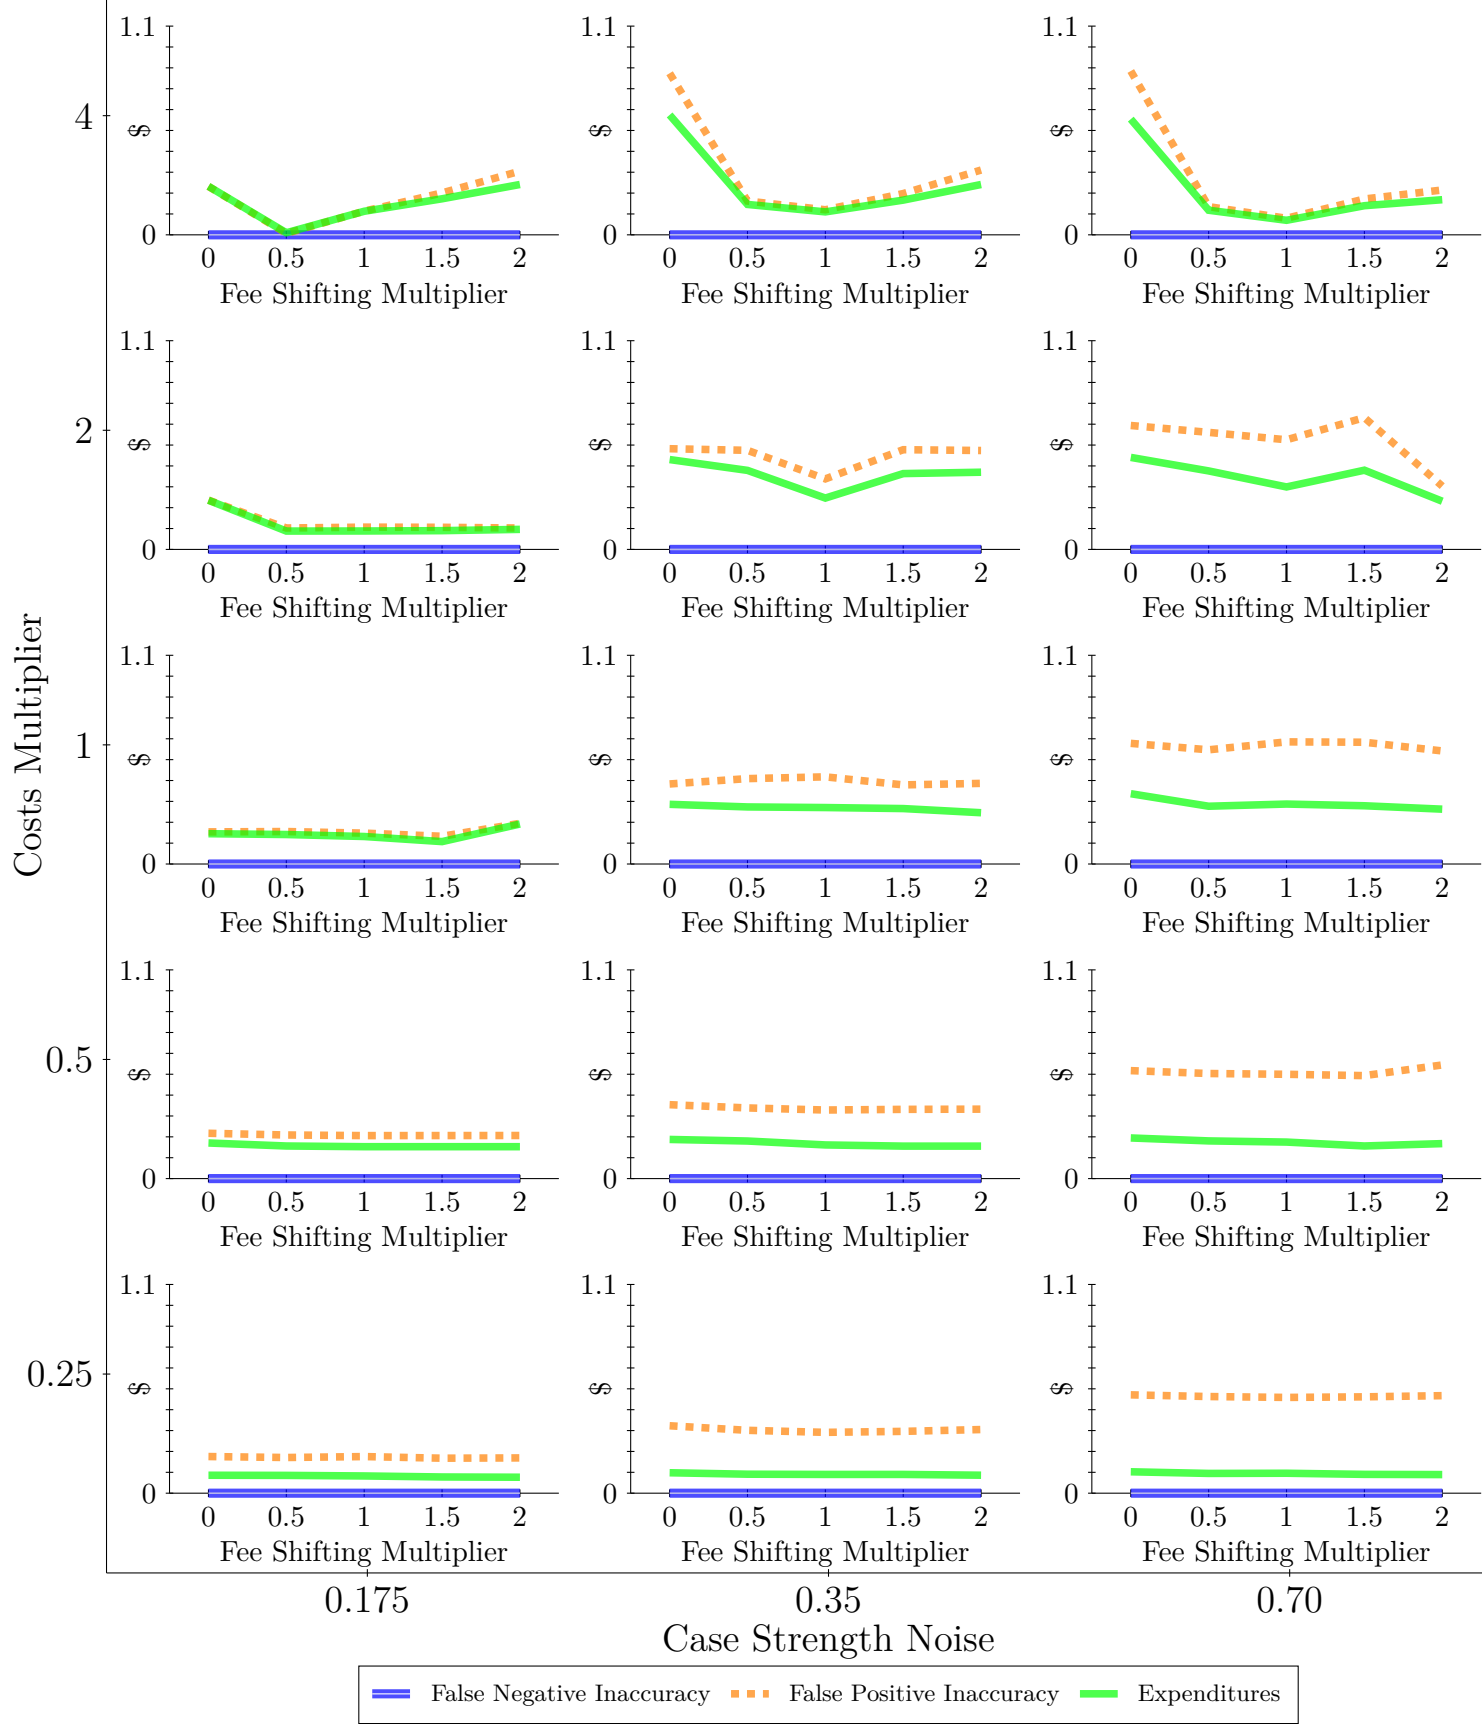 1.1 1.1 1.1
4 $ $ $
0 0 0
0 0.5 1 1.5 2 0 0.5 1 1.5 2 0 0.5 1 1.5 2
Fee Shifting Multiplier Fee Shifting Multiplier Fee Shifting Multiplier
1.1 1.1 1.1
2 $ $ $
0 0 0
0 0.5 1 1.5 2 0 0.5 1 1.5 2 0 0.5 1 1.5 2
Fee Shifting Multiplier Fee Shifting Multiplier Fee Shifting Multiplier
Costs Multiplier
1.1 1.1 1.1
1 $ $ $
0 0 0
0 0.5 1 1.5 2 0 0.5 1 1.5 2 0 0.5 1 1.5 2
Fee Shifting Multiplier Fee Shifting Multiplier Fee Shifting Multiplier
1.1 1.1 1.1
0.5 $ $ $
0 0 0
0 0.5 1 1.5 2 0 0.5 1 1.5 2 0 0.5 1 1.5 2
Fee Shifting Multiplier Fee Shifting Multiplier Fee Shifting Multiplier
1.1 1.1 1.1
0.25 $ $ $
0 0 0
0 0.5 1 1.5 2 0 0.5 1 1.5 2 0 0.5 1 1.5 2
Fee Shifting Multiplier Fee Shifting Multiplier Fee Shifting Multiplier
0.175 0.35 0.70
Case Strength Noise
False Negative Inaccuracy False Positive Inaccuracy Expenditures